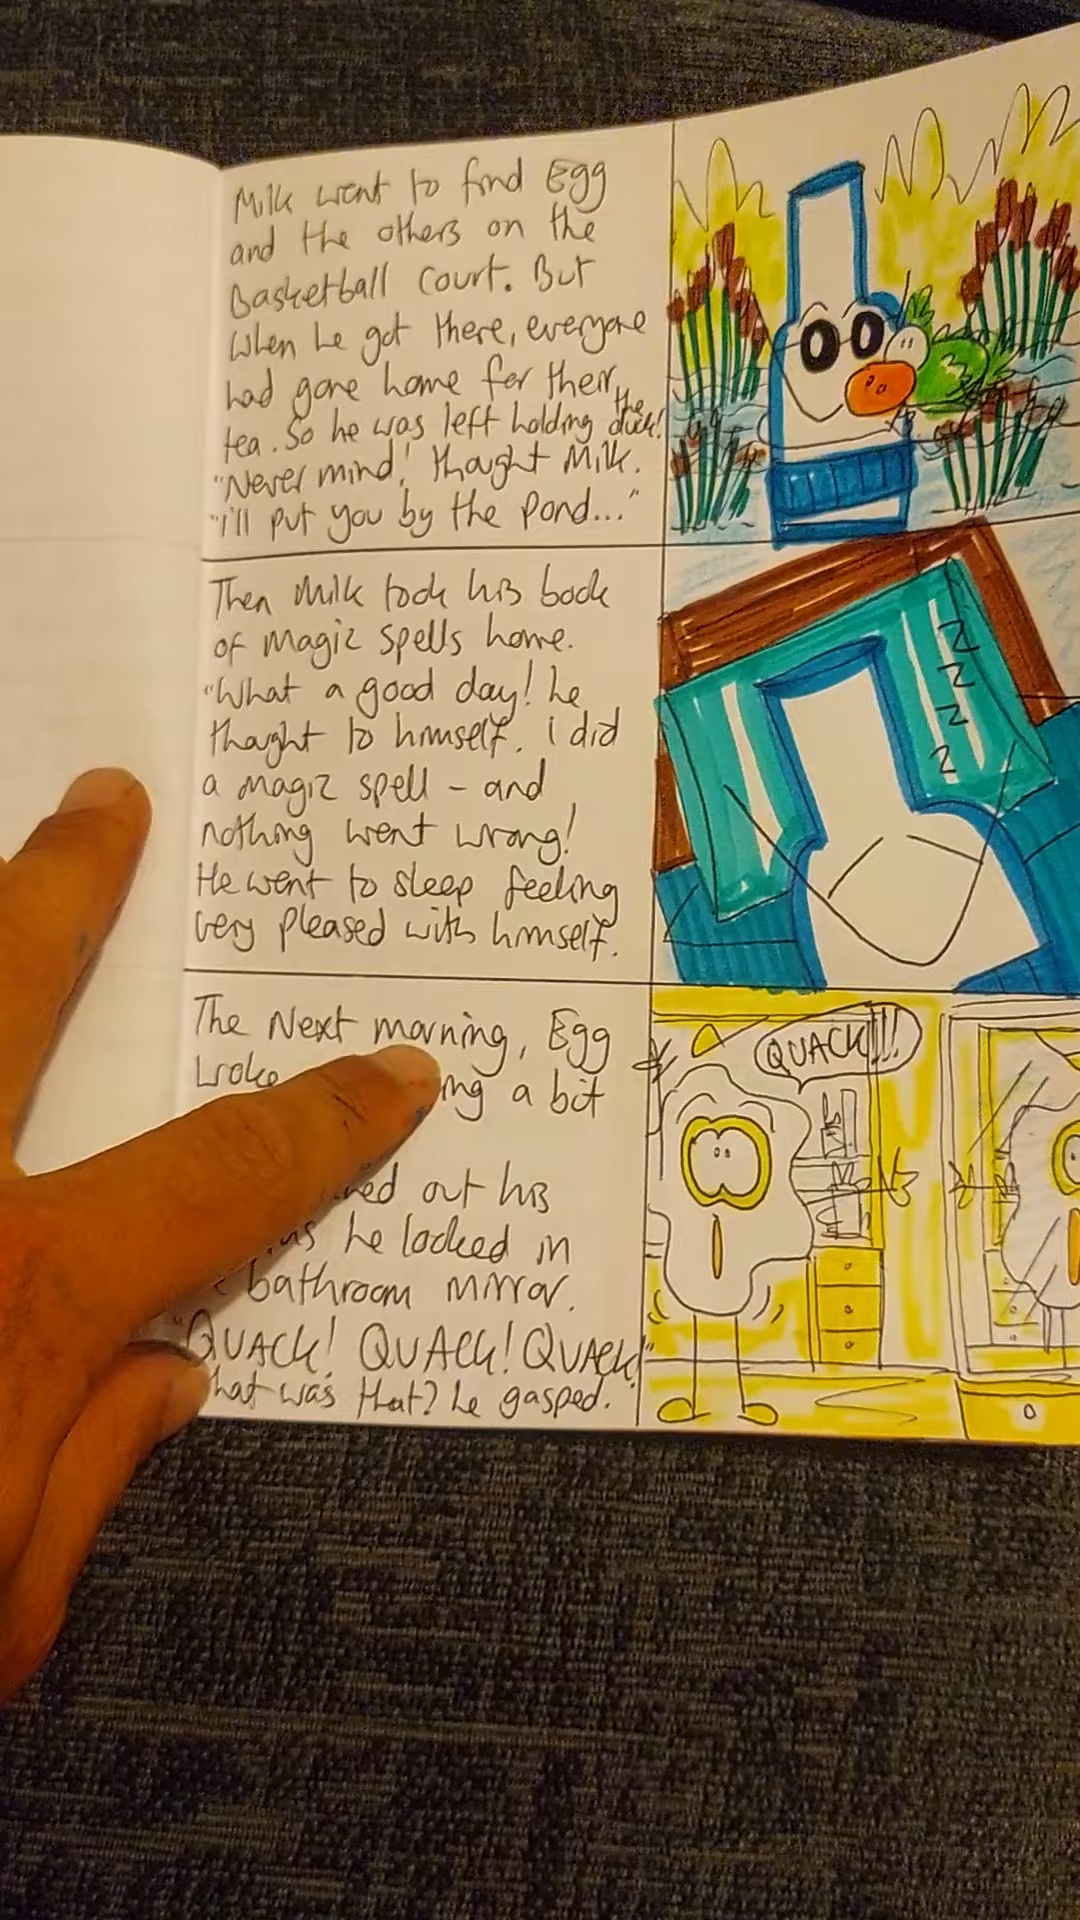 Milk went to find Egg
and the others on the
Basketball Court. But
when he got there, everyone
had gone home for their
tea. So he was left holding the duck!
"Never mind! thought Milk.
"i'll put you by the pond..."
Then Milk took his book
of magic spells home.
"What a good day! he
thought to himself. I did
a magic spell - and
nothing went wrong!
He went to sleep feeling
very pleased with himself.
Z
Z
Z
Z
The Next morning, Egg
woke a bit
out his
he looked in
bathroom mirror.
"QUACK! QUACK! QUACK!"
that? he gasped.
QUACK!!!